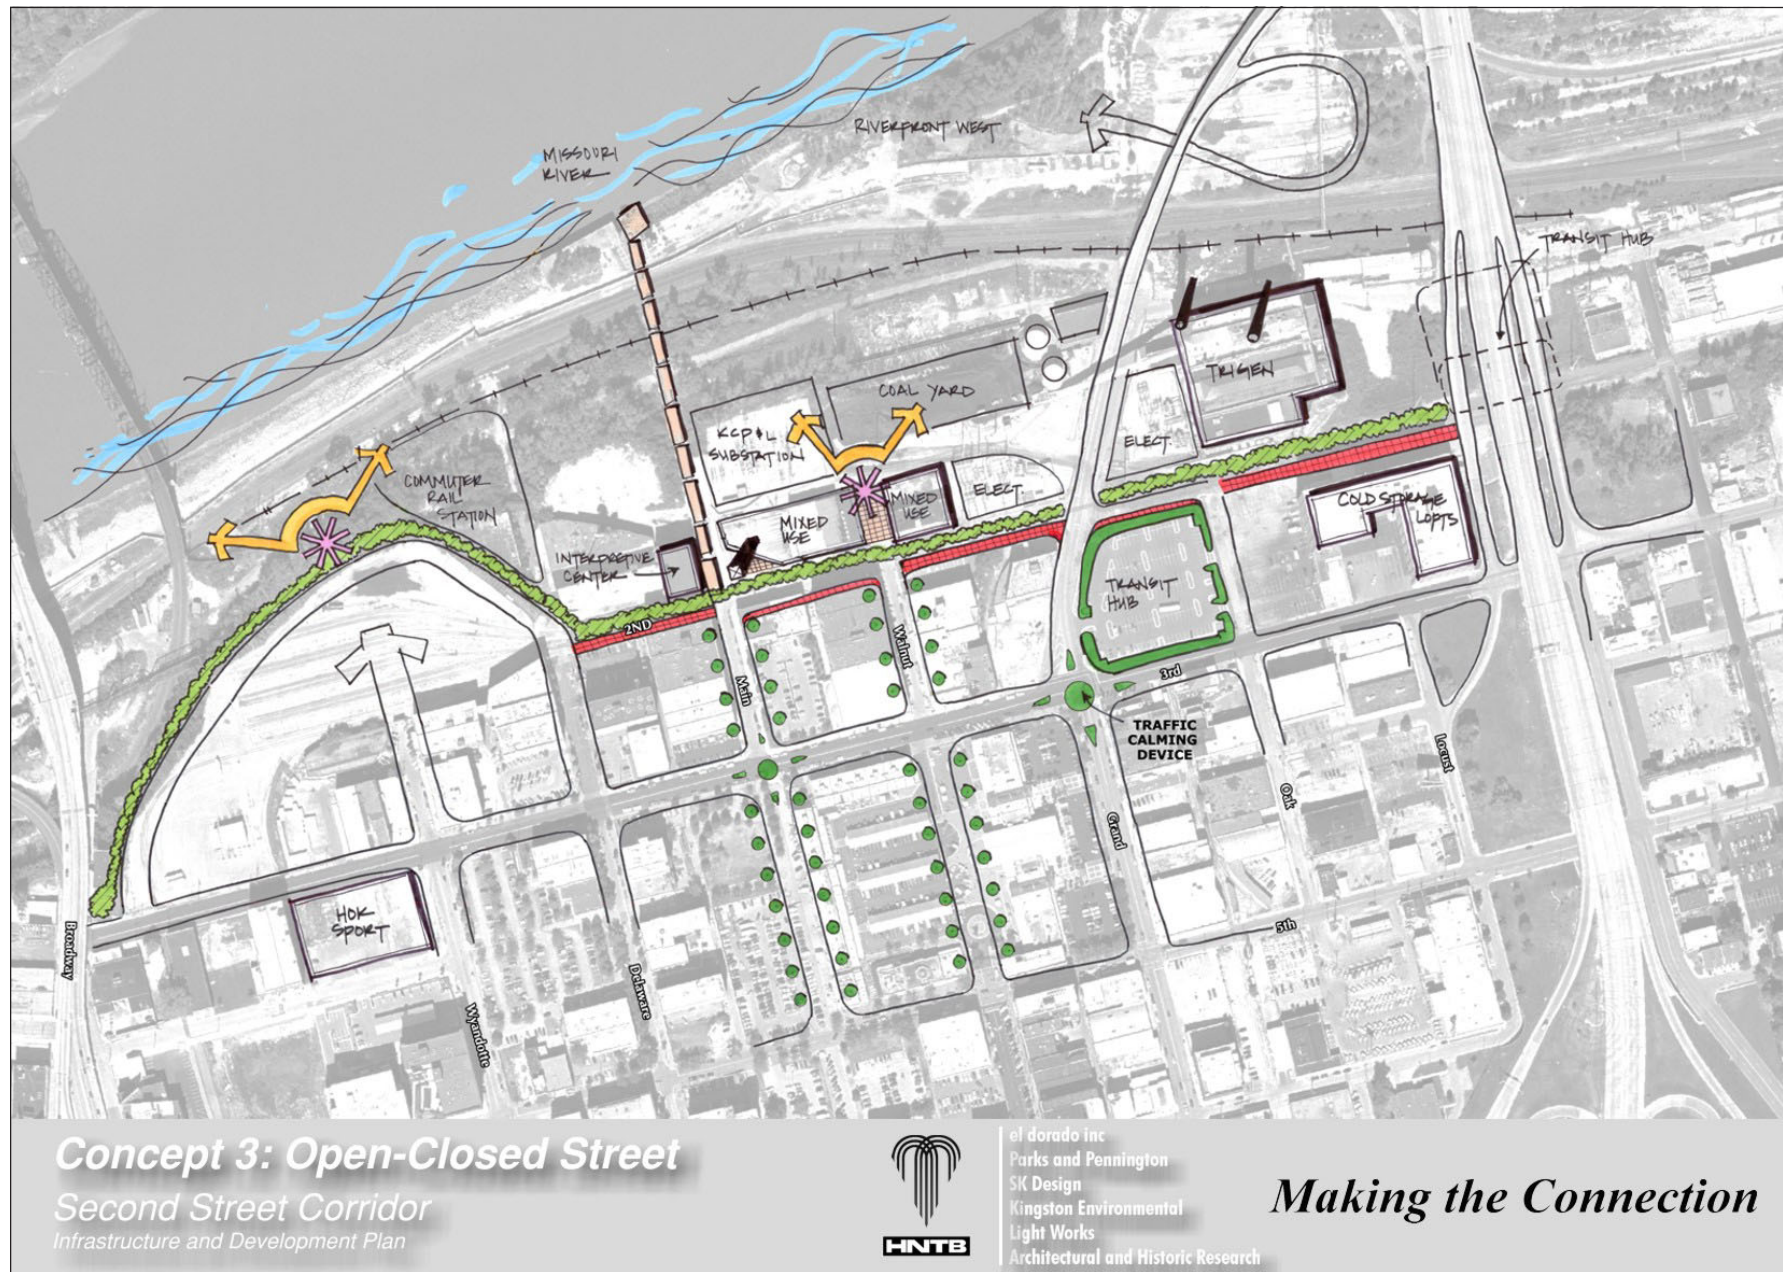 MISSOURI
RIVER
RIVERFRONT WEST
TRANSIT HUB
COAL YARD
TRIGEN
KCP&L
SUBSTATION
ELECT.
COMMUTER
RAIL
STATION
MIXED
USE
MIXED
USE
ELECT.
COLD STORAGE
LOFTS
INTERPRETIVE
CENTER
TRANSIT
HUB
2ND
Main
Walnut
3rd
TRAFFIC
CALMING
DEVICE
Locust
Oak
Grand
HOK
SPORT
5th
Broadway
Delaware
Wyandotte
Concept 3: Open-Closed Street
Second Street Corridor
Infrastructure and Development Plan
HNTB
el dorado inc
Parks and Pennington
SK Design
Kingston Environmental
Light Works
Architectural and Historic Research
Making the Connection